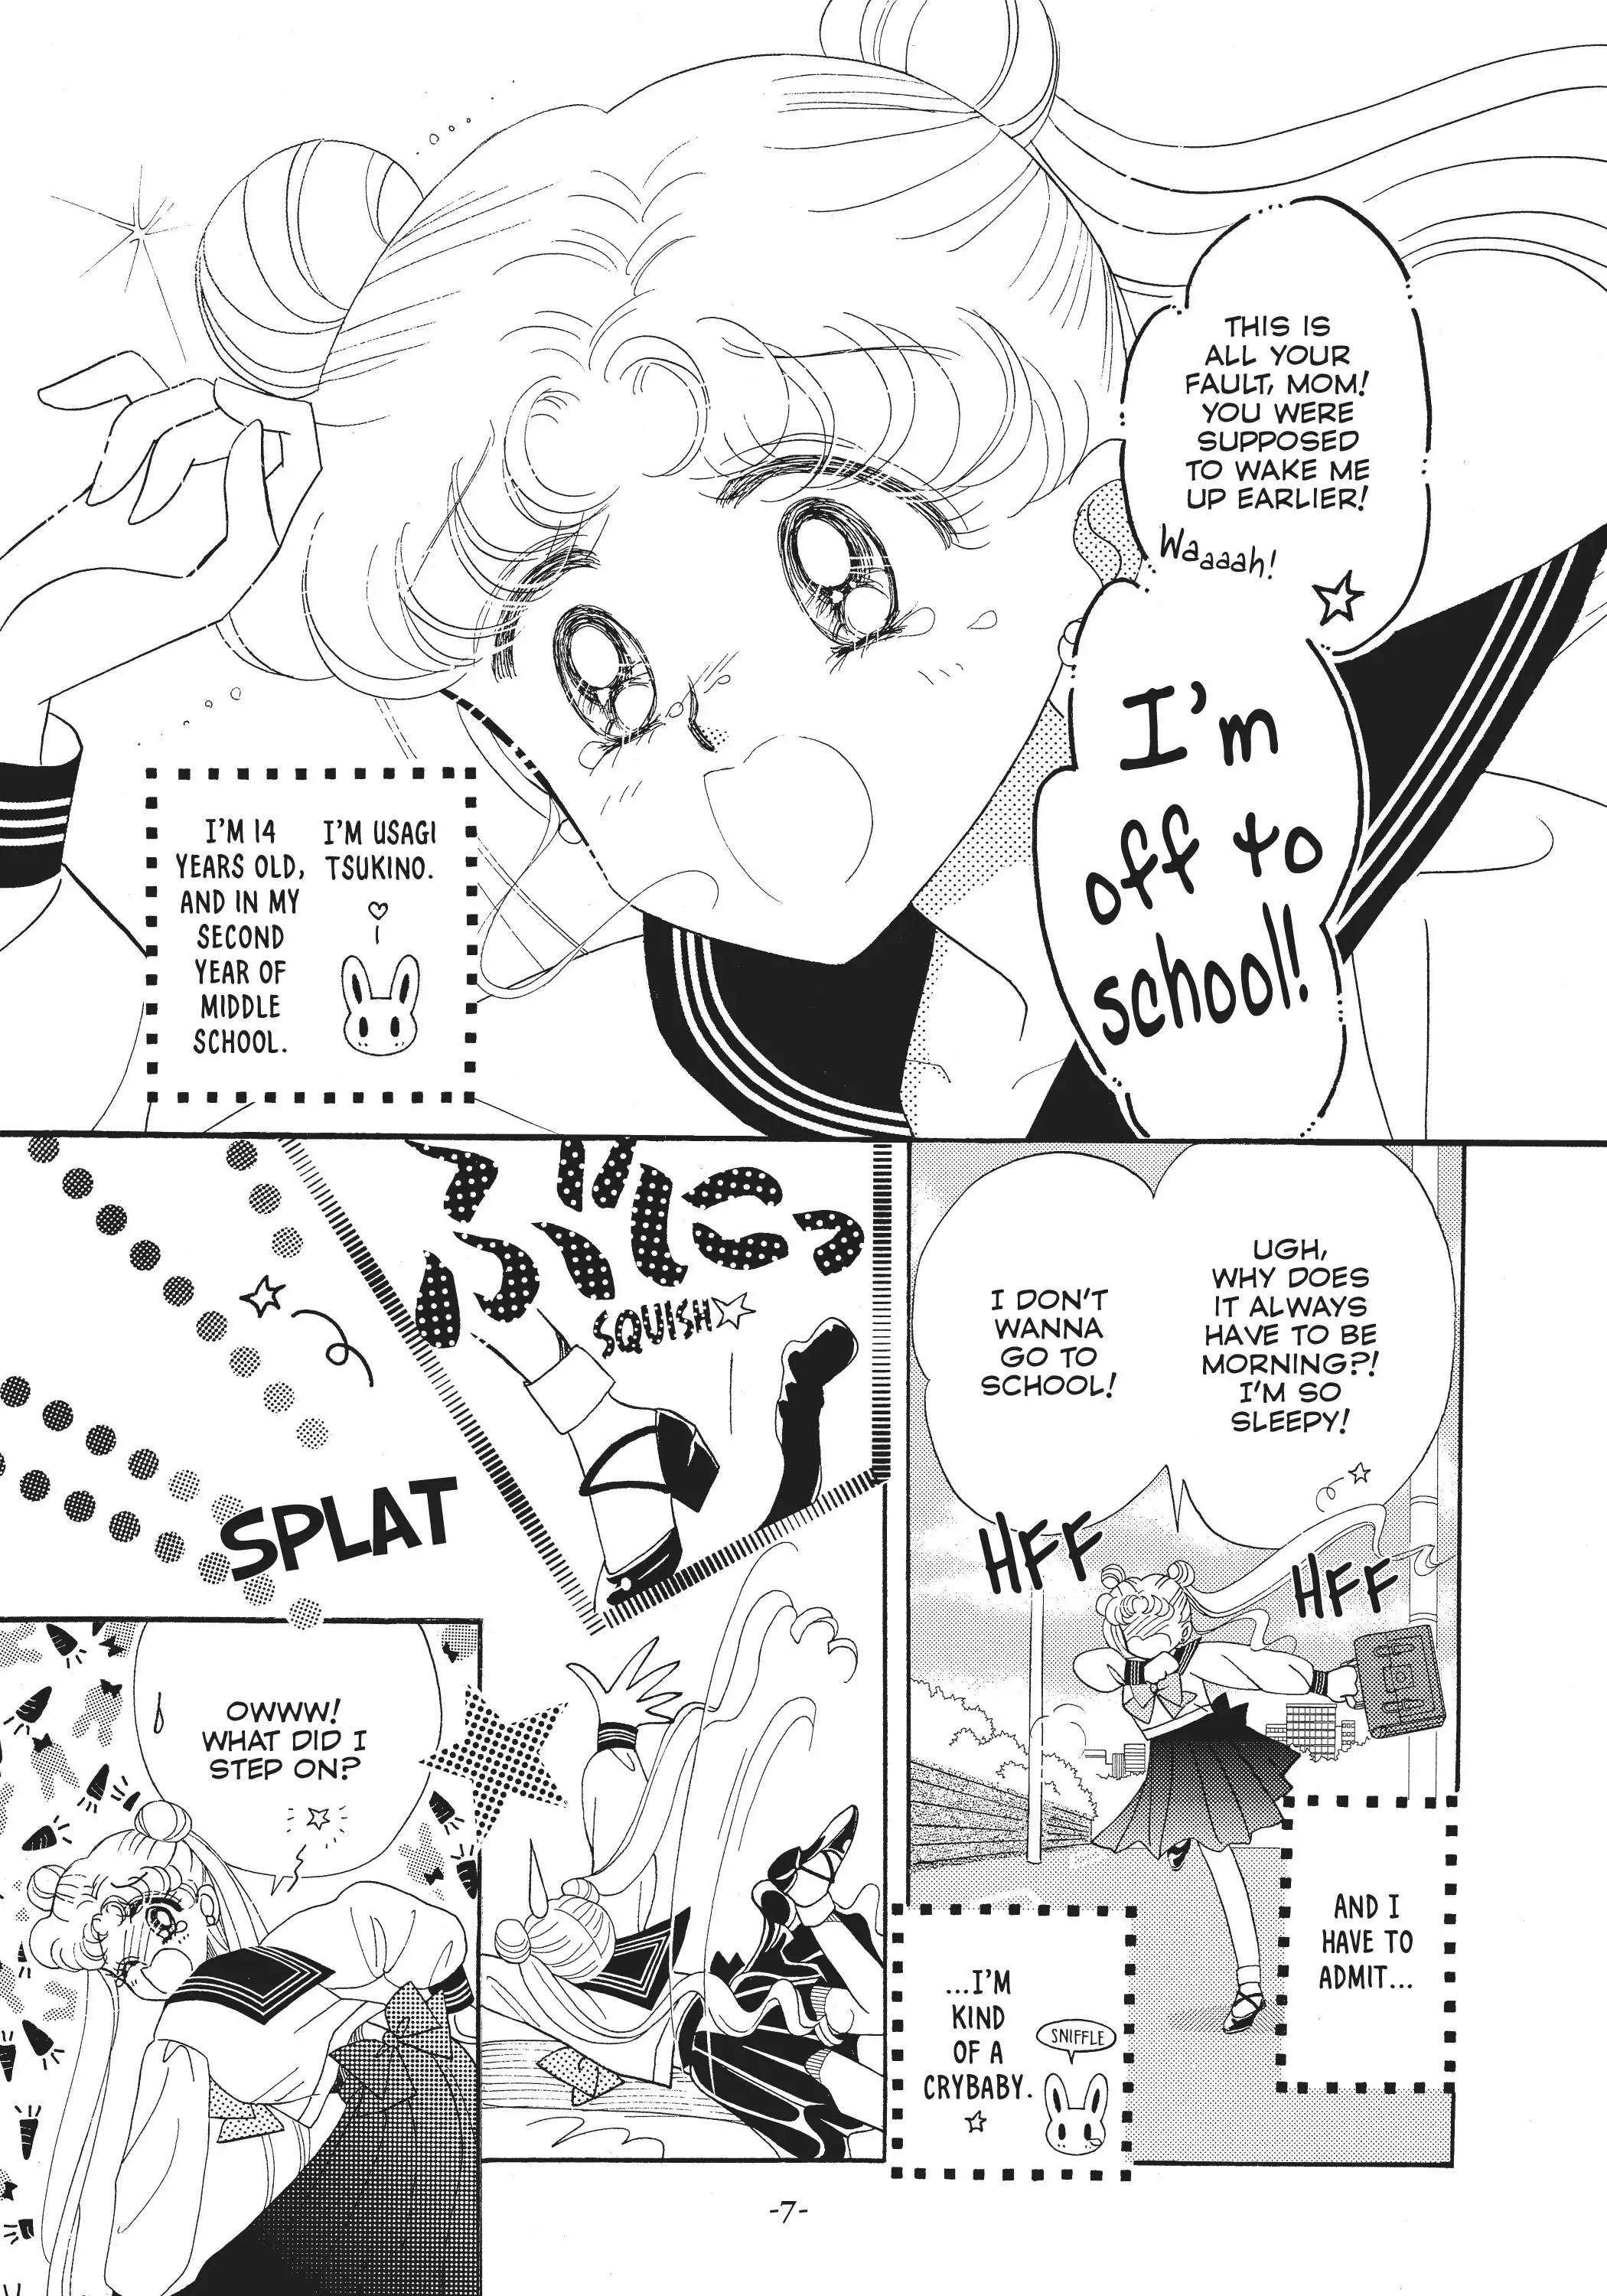 THIS IS
ALL YOUR
FAULT, MOM!
YOU WERE
SUPPOSED
TO WAKE ME
UP EARLIER!
Waaaah!
I'm
off to
school!
I'M USAGI
TSUKINO.
I'M 14
YEARS OLD,
AND IN MY
SECOND
YEAR OF
MIDDLE
SCHOOL.
UGH,
WHY DOES
IT ALWAYS
HAVE TO BE
MORNING?!
I'M SO
SLEEPY!
I DON'T
WANNA
GO TO
SCHOOL!
HFF
HFF
AND I
HAVE TO
ADMIT...
...I'M
KIND
OF A
CRYBABY.
SNIFFLE
SQUISH
SPLAT
OWWW!
WHAT DID I
STEP ON?
-7-